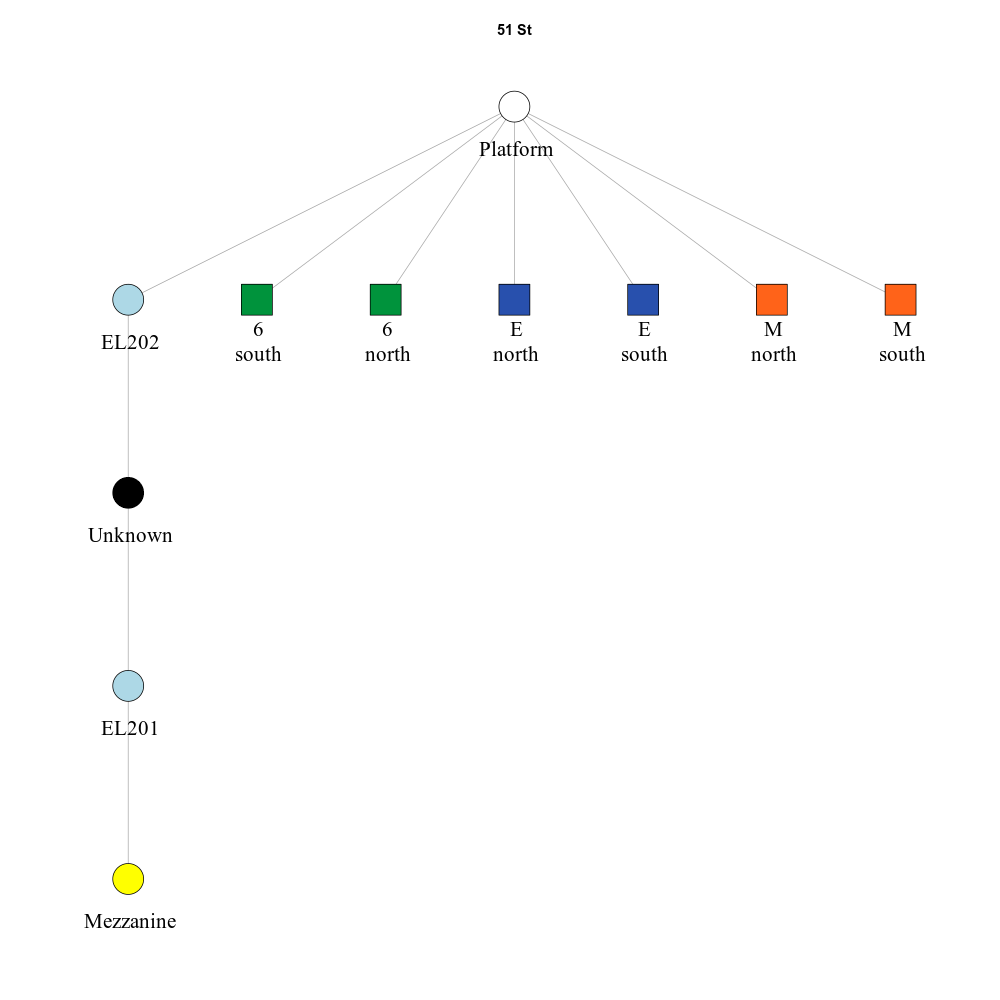 51 St
Platform
EL202
6
south
6
north
E
north
E
south
M
north
M
south
Unknown
EL201
Mezzanine